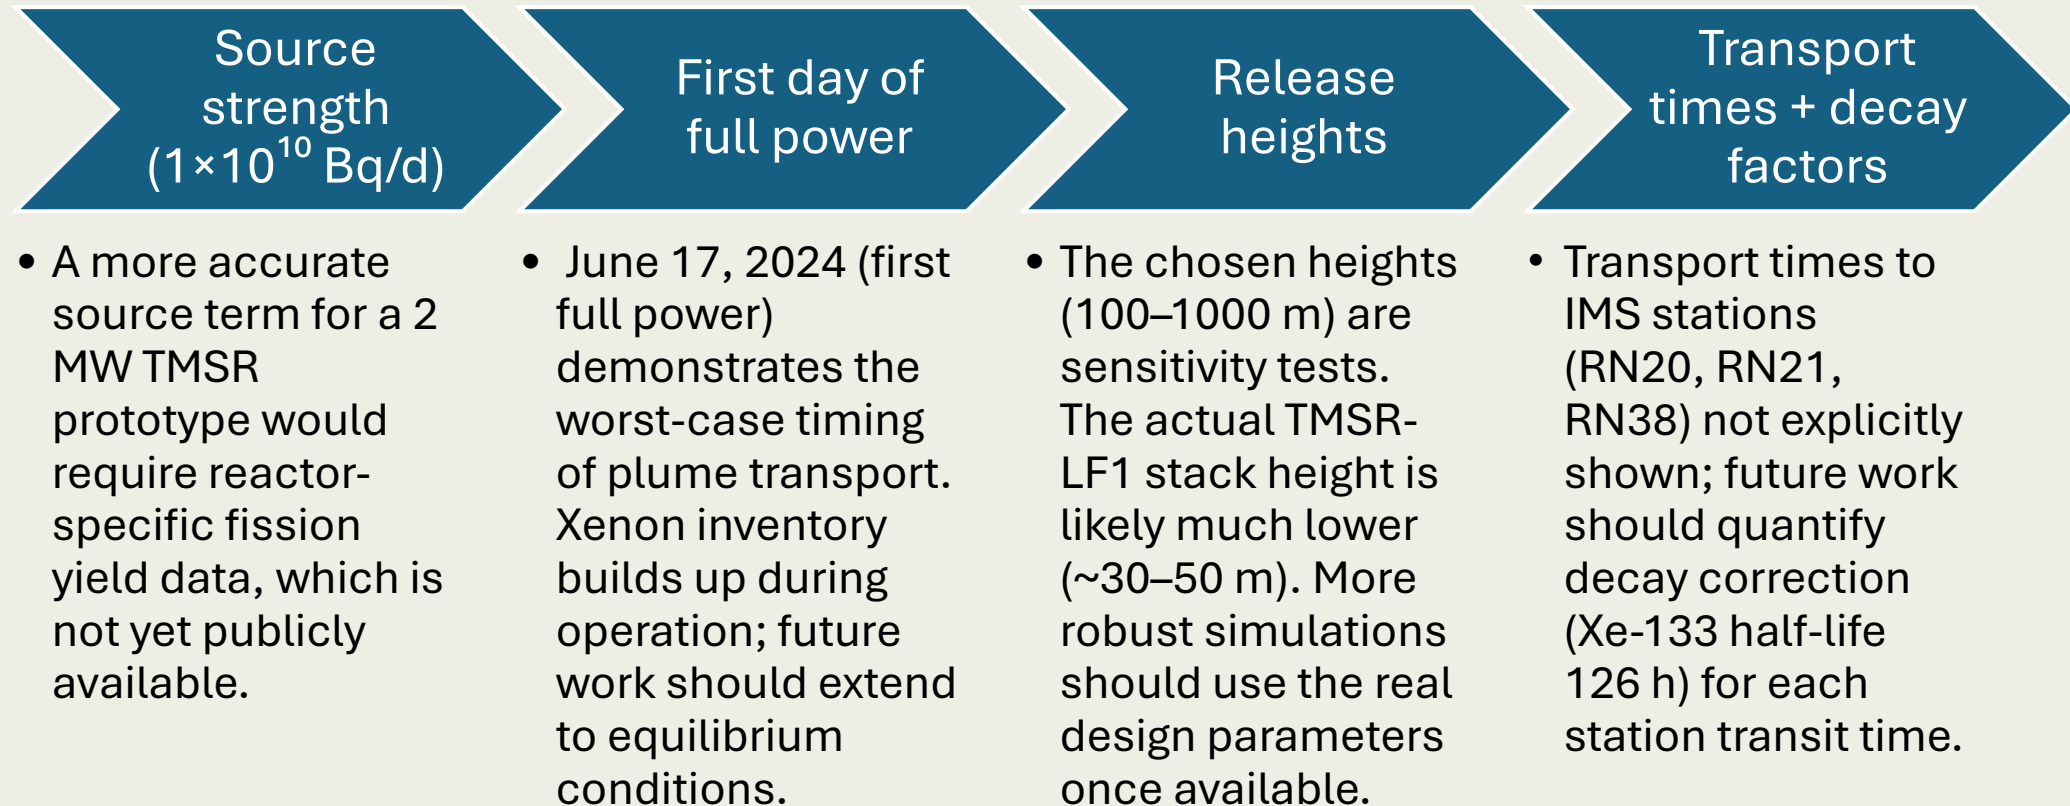 Source
strength
(1×10¹⁰ Bq/d)
• A more accurate
source term for a 2
MW TMSR
prototype would
require reactor-
specific fission
yield data, which is
not yet publicly
available.
First day of
full power
• June 17, 2024 (first
full power)
demonstrates the
worst-case timing
of plume transport.
Xenon inventory
builds up during
operation; future
work should extend
to equilibrium
conditions.
Release
heights
• The chosen heights
(100–1000 m) are
sensitivity tests.
The actual TMSR-
LF1 stack height is
likely much lower
(~30–50 m). More
robust simulations
should use the real
design parameters
once available.
Transport
times + decay
factors
• Transport times to
IMS stations
(RN20, RN21,
RN38) not explicitly
shown; future work
should quantify
decay correction
(Xe-133 half-life
126 h) for each
station transit time.